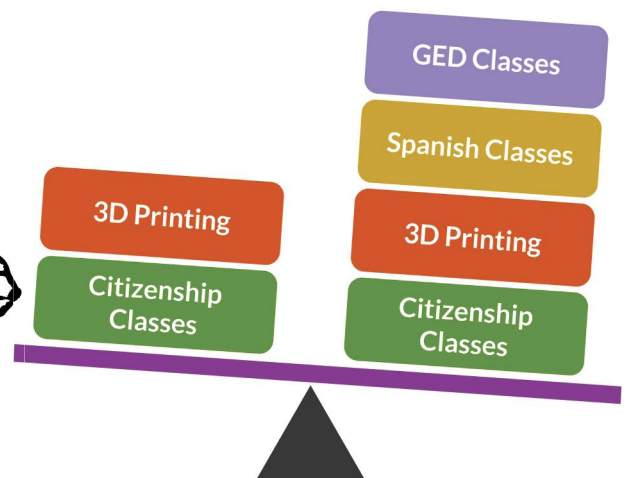 3D Printing
Citizenship
Classes
GED Classes
Spanish Classes
3D Printing
Citizenship
Classes